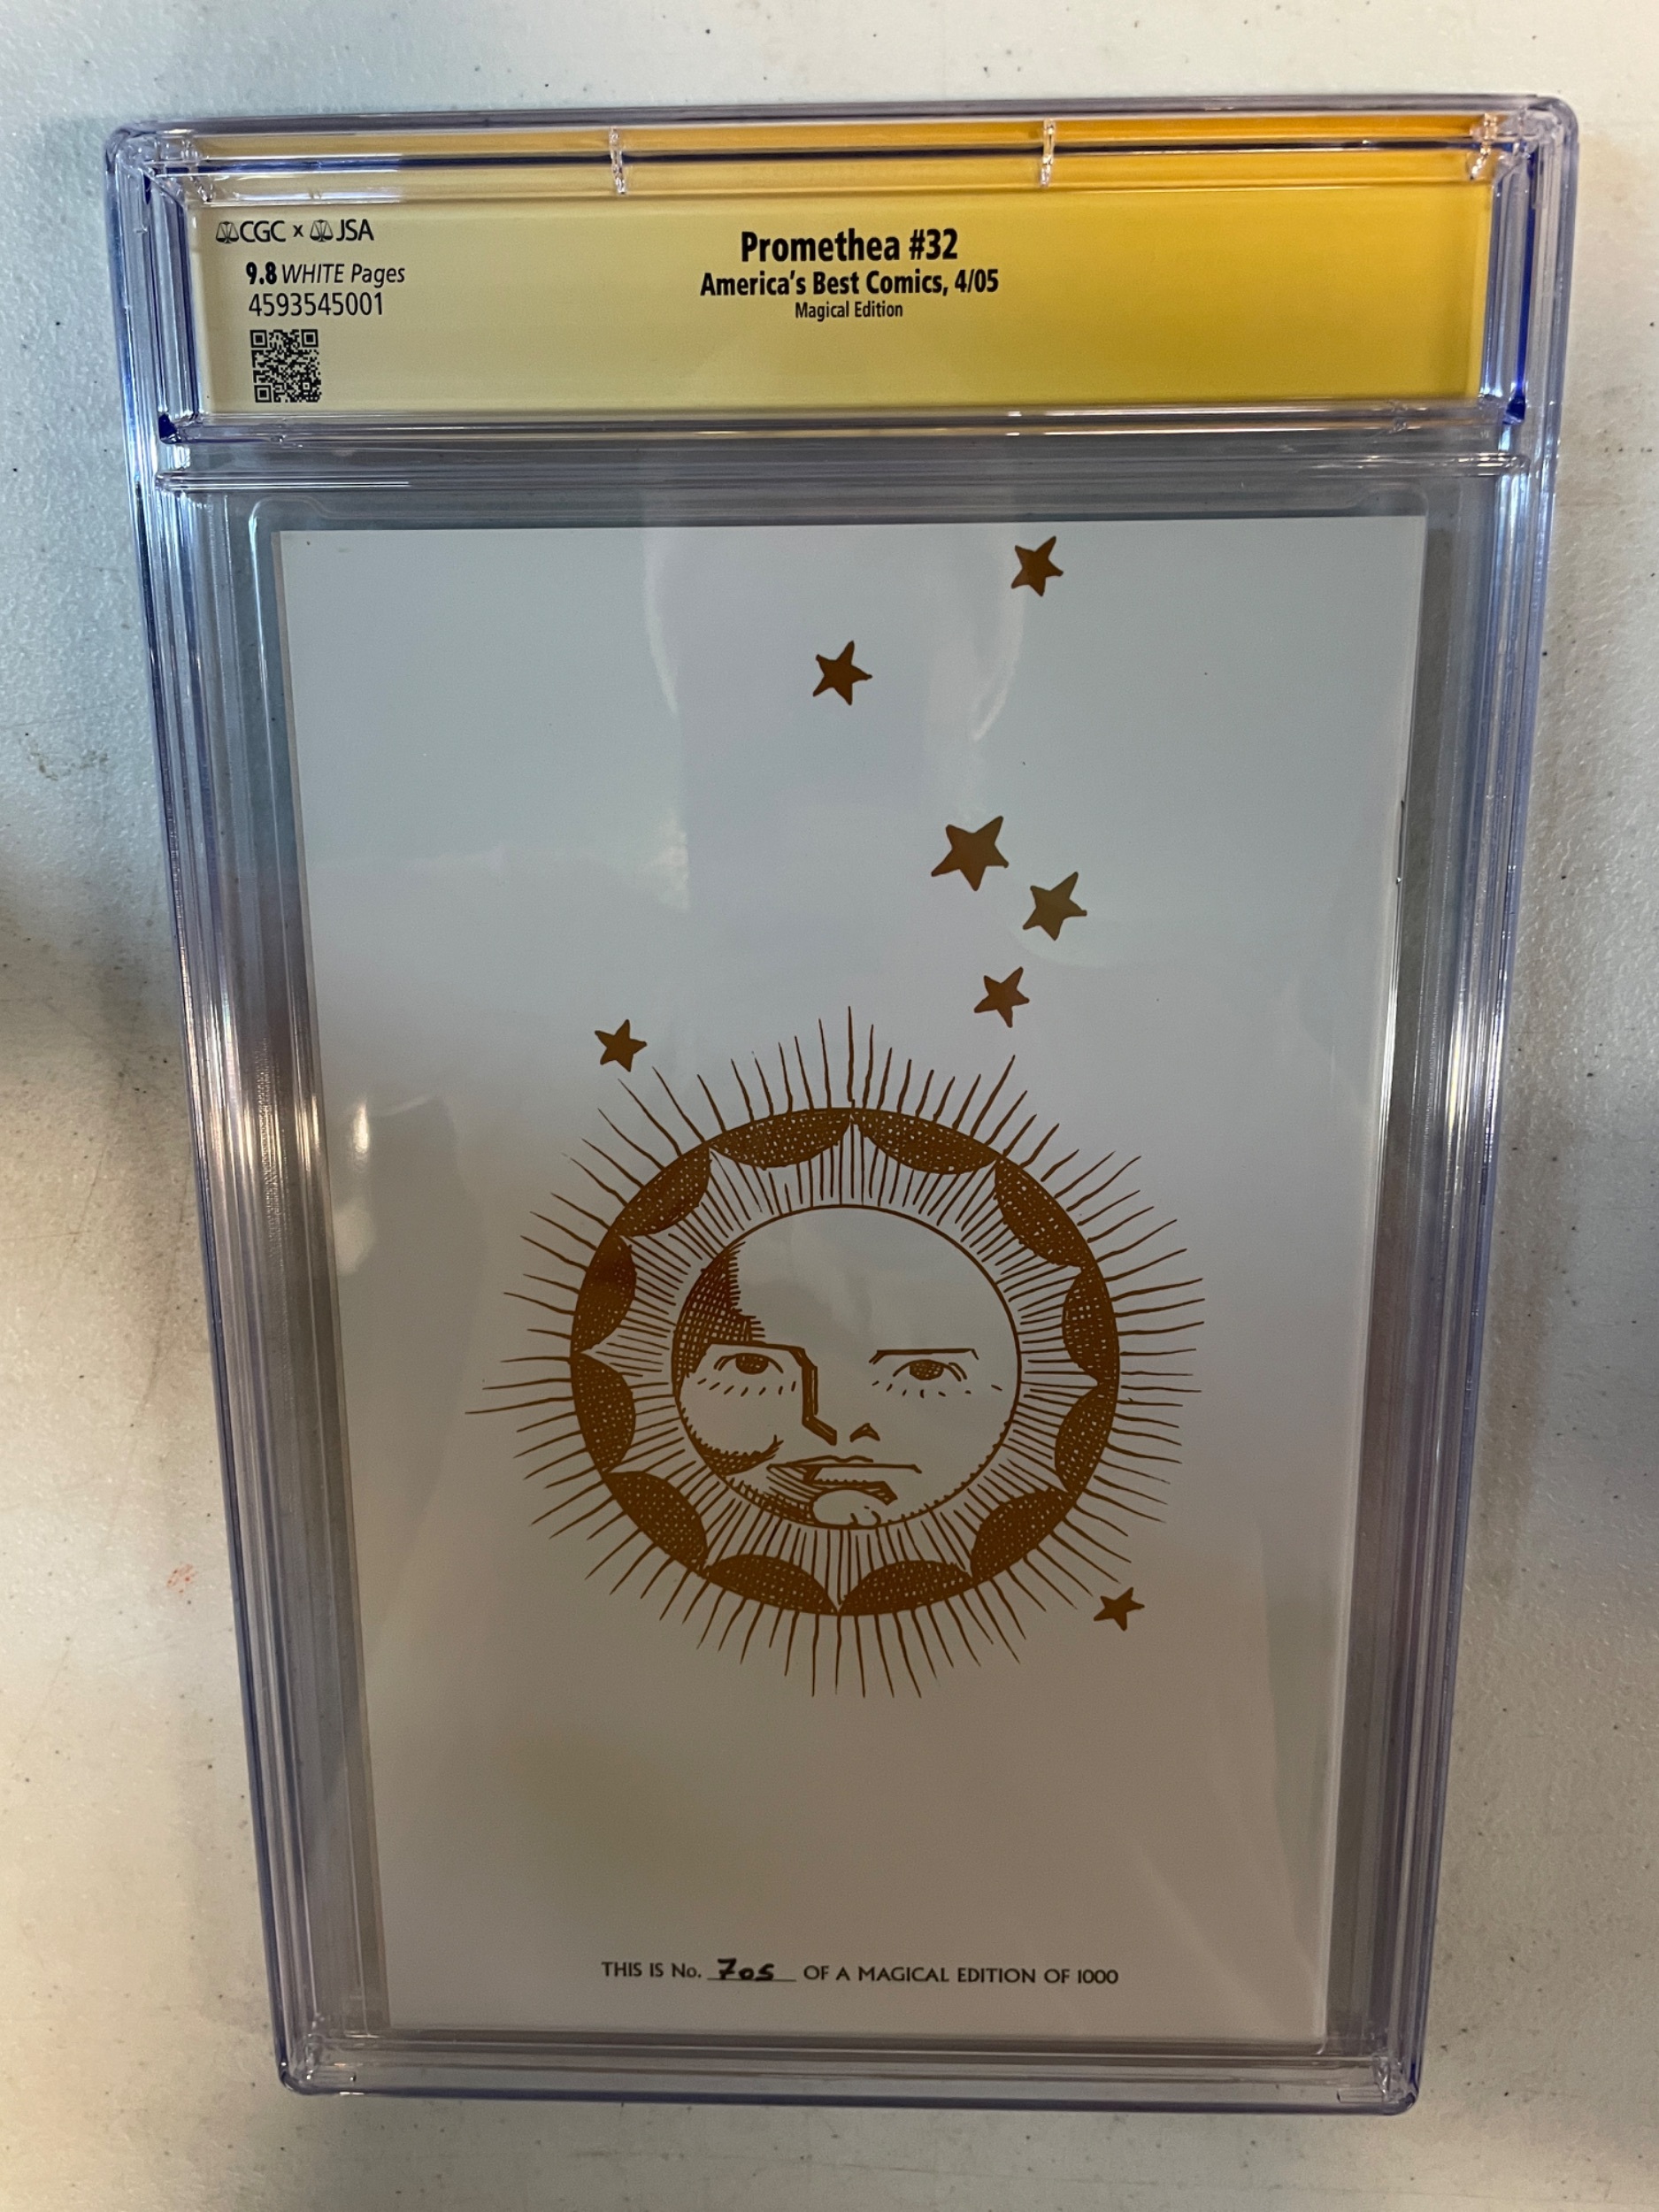 CGC x JSA
9.8 WHITE Pages
4593545001
Promethea #32
America's Best Comics, 4/05
Magical Edition
THIS IS No. 705 OF A MAGICAL EDITION OF 1000